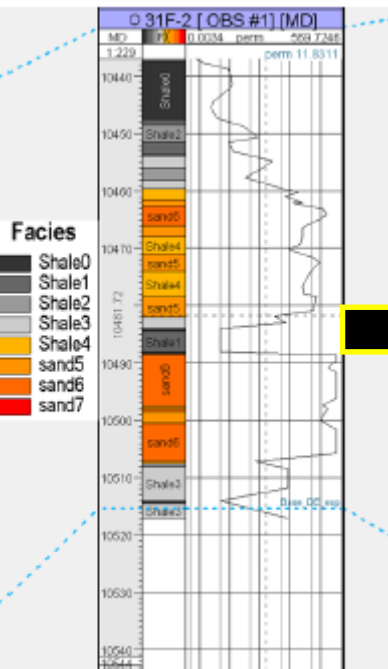 31F-2 [ OBS #1] [MD]
MD FX 0.0034 perm 569.7246
1:229 perm 11.8311
10440
Shale0
10450
Shale2
10460
sand6
10470
Shale4
sand5
Shale4
10481.72
sand5
Shale1
10490
sand6
10500
sand6
10510
Shale3
Shale3
10520
10530
10540
10544
Facies
Shale0
Shale1
Shale2
Shale3
Shale4
sand5
sand6
sand7